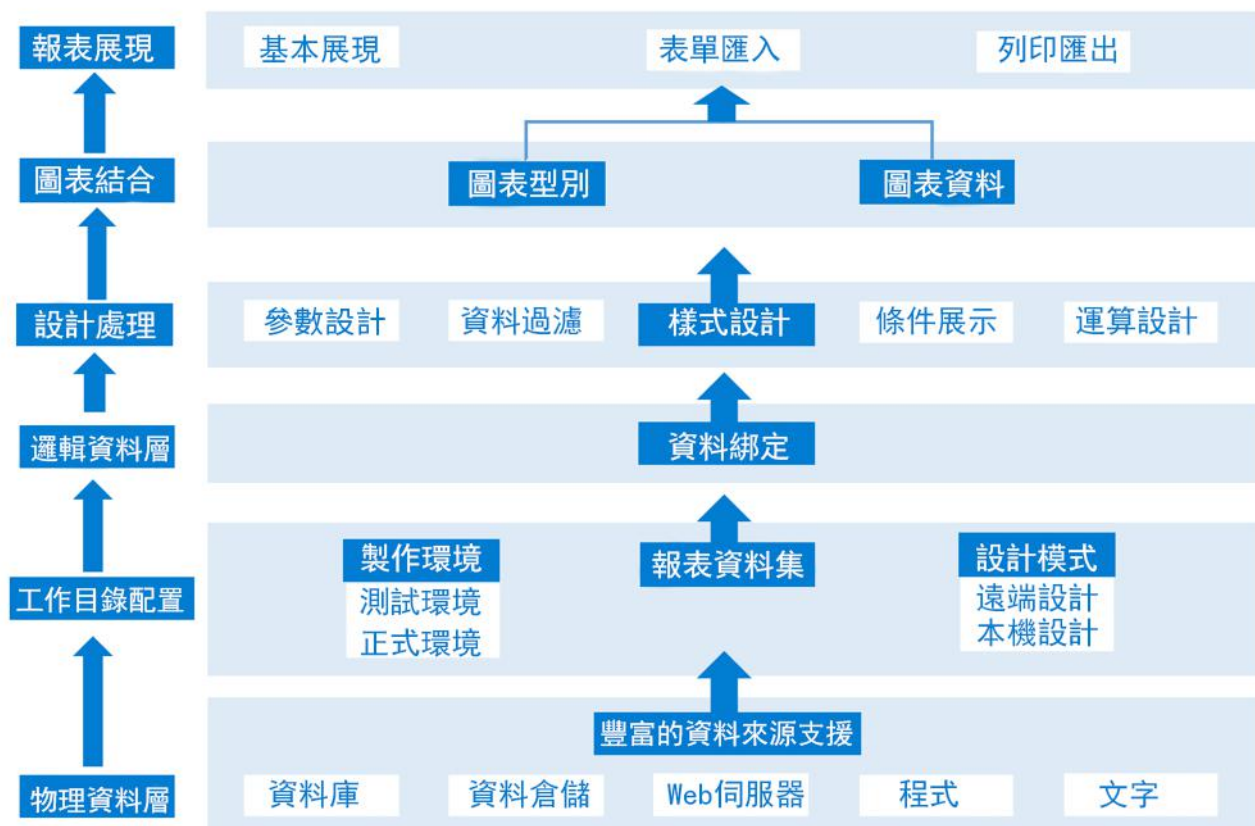 報表展現
基本展現
表單匯入
列印匯出
圖表結合
圖表型別
圖表資料
設計處理
參數設計
資料過濾
樣式設計
條件展示
運算設計
邏輯資料層
資料綁定
工作目錄配置
製作環境
測試環境
正式環境
報表資料集
設計模式
遠端設計
本機設計
豐富的資料來源支援
物理資料層
資料庫
資料倉儲
Web伺服器
程式
文字